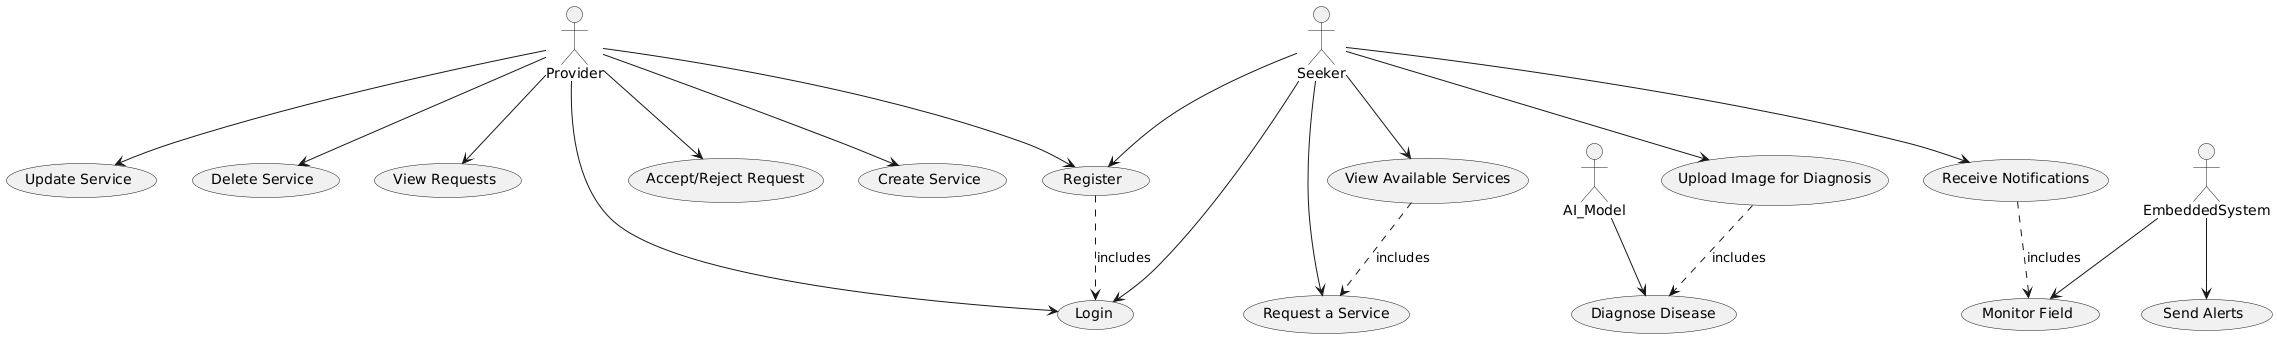 Provider
Seeker
Update Service
Delete Service
View Requests
Accept/Reject Request
Create Service
Register
View Available Services
AI_Model
Upload Image for Diagnosis
Receive Notifications
EmbeddedSystem
includes
includes
includes
includes
Login
Request a Service
Diagnose Disease
Monitor Field
Send Alerts